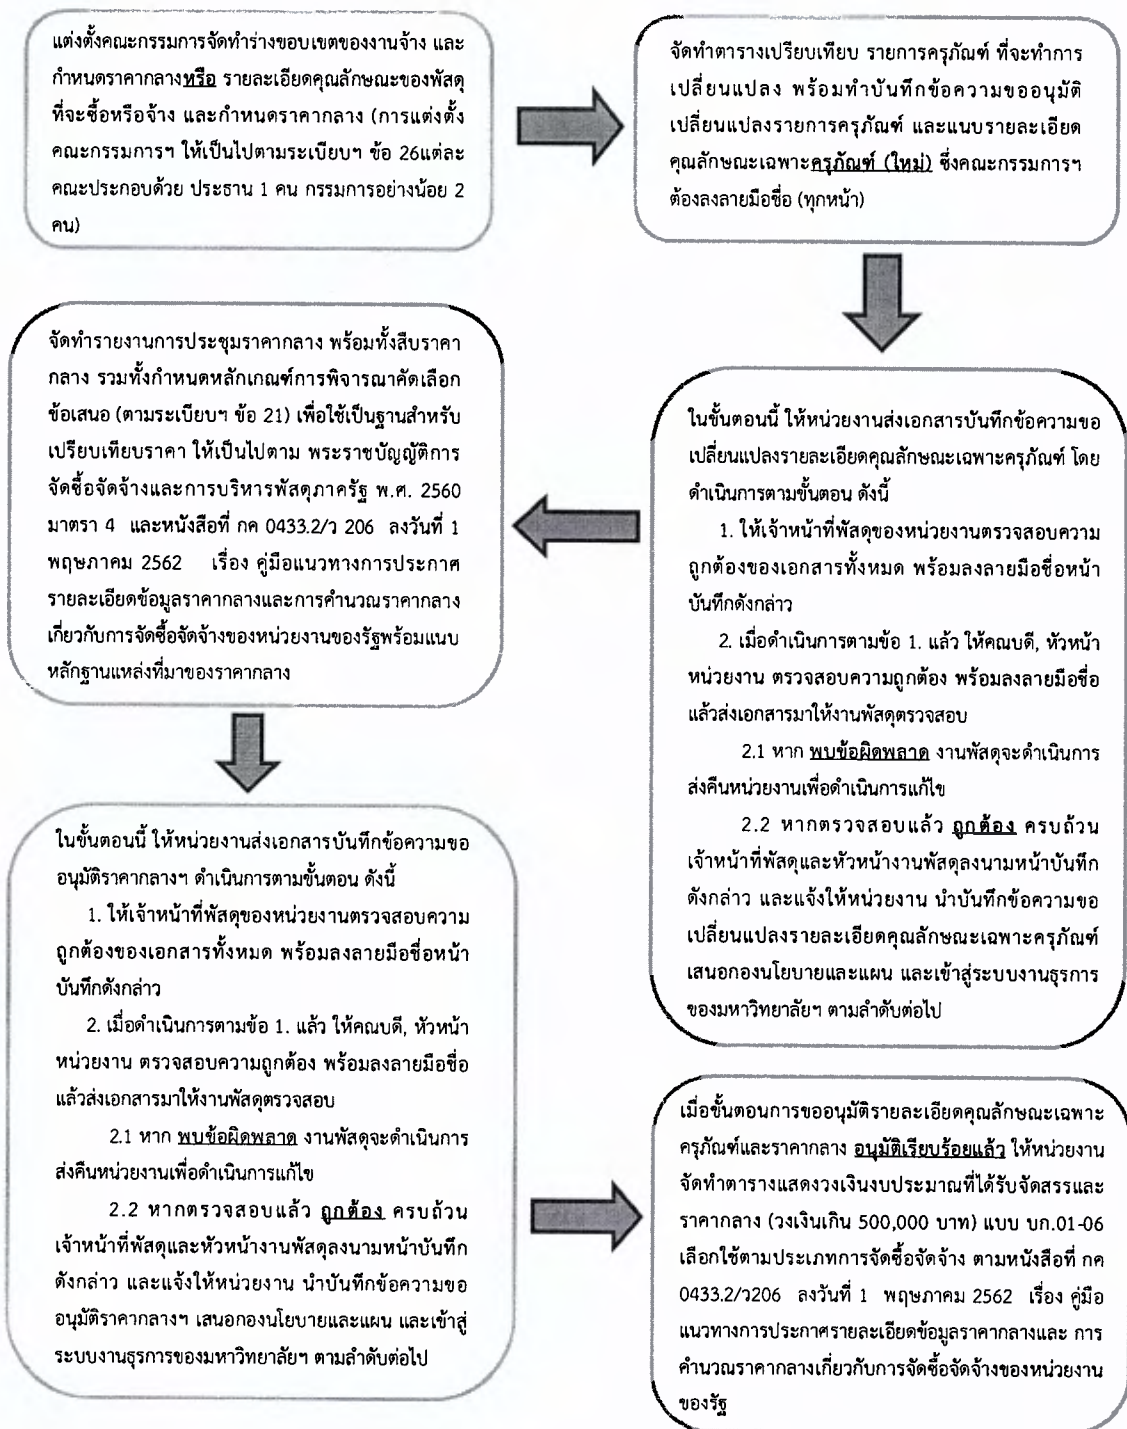 แต่งตั้งคณะกรรมการจัดทำร่างขอบเขตของงานจ้าง และ
กำหนดราคากลางหรือ รายละเอียดคุณลักษณะของพัสดุ
ที่จะซื้อหรือจ้าง และกำหนดราคากลาง (การแต่งตั้ง
คณะกรรมการฯ ให้เป็นไปตามระเบียบฯ ข้อ 26แต่ละ
คณะประกอบด้วย ประธาน 1 คน กรรมการอย่างน้อย 2
คน)
จัดทำตารางเปรียบเทียบ รายการครุภัณฑ์ ที่จะทำการ
เปลี่ยนแปลง พร้อมทำบันทึกข้อความขออนุมัติ
เปลี่ยนแปลงรายการครุภัณฑ์ และแนบรายละเอียด
คุณลักษณะเฉพาะครุภัณฑ์ (ใหม่) ซึ่งคณะกรรมการฯ
ต้องลงลายมือชื่อ (ทุกหน้า)
ในขั้นตอนนี้ ให้หน่วยงานส่งเอกสารบันทึกข้อความขอ
เปลี่ยนแปลงรายละเอียดคุณลักษณะเฉพาะครุภัณฑ์ โดย
ดำเนินการตามขั้นตอน ดังนี้
1. ให้เจ้าหน้าที่พัสดุของหน่วยงานตรวจสอบความ
ถูกต้องของเอกสารทั้งหมด พร้อมลงลายมือชื่อหน้า
บันทึกดังกล่าว
2. เมื่อดำเนินการตามข้อ 1. แล้ว ให้คณบดี, หัวหน้า
หน่วยงาน ตรวจสอบความถูกต้อง พร้อมลงลายมือชื่อ
แล้วส่งเอกสารมาให้งานพัสดุตรวจสอบ
2.1 หาก พบข้อผิดพลาด งานพัสดุจะดำเนินการ
ส่งคืนหน่วยงานเพื่อดำเนินการแก้ไข
2.2 หากตรวจสอบแล้ว ถูกต้อง ครบถ้วน
เจ้าหน้าที่พัสดุและหัวหน้างานพัสดุลงนามหน้าบันทึก
ดังกล่าว และแจ้งให้หน่วยงาน นำบันทึกข้อความขอ
เปลี่ยนแปลงรายละเอียดคุณลักษณะเฉพาะครุภัณฑ์
เสนอกองนโยบายและแผน และเข้าสู่ระบบงานธุรการ
ของมหาวิทยาลัยฯ ตามลำดับต่อไป
จัดทำรายงานการประชุมราคากลาง พร้อมทั้งสืบราคา
กลาง รวมทั้งกำหนดหลักเกณฑ์การพิจารณาคัดเลือก
ข้อเสนอ (ตามระเบียบฯ ข้อ 21) เพื่อใช้เป็นฐานสำหรับ
เปรียบเทียบราคา ให้เป็นไปตาม พระราชบัญญัติการ
จัดซื้อจัดจ้างและการบริหารพัสดุภาครัฐ พ.ศ. 2560
มาตรา 4 และหนังสือที่ กค 0433.2/ว 206 ลงวันที่ 1
พฤษภาคม 2562 เรื่อง คู่มือแนวทางการประกาศ
รายละเอียดข้อมูลราคากลางและการคำนวณราคากลาง
เกี่ยวกับการจัดซื้อจัดจ้างของหน่วยงานของรัฐพร้อมแนบ
หลักฐานแหล่งที่มาของราคากลาง
ในขั้นตอนนี้ ให้หน่วยงานส่งเอกสารบันทึกข้อความขอ
อนุมัติราคากลางฯ ดำเนินการตามขั้นตอน ดังนี้
1. ให้เจ้าหน้าที่พัสดุของหน่วยงานตรวจสอบความ
ถูกต้องของเอกสารทั้งหมด พร้อมลงลายมือชื่อหน้า
บันทึกดังกล่าว
2. เมื่อดำเนินการตามข้อ 1. แล้ว ให้คณบดี, หัวหน้า
หน่วยงาน ตรวจสอบความถูกต้อง พร้อมลงลายมือชื่อ
แล้วส่งเอกสารมาให้งานพัสดุตรวจสอบ
2.1 หาก พบข้อผิดพลาด งานพัสดุจะดำเนินการ
ส่งคืนหน่วยงานเพื่อดำเนินการแก้ไข
2.2 หากตรวจสอบแล้ว ถูกต้อง ครบถ้วน
เจ้าหน้าที่พัสดุและหัวหน้างานพัสดุลงนามหน้าบันทึก
ดังกล่าว และแจ้งให้หน่วยงาน นำบันทึกข้อความขอ
อนุมัติราคากลางฯ เสนอกองนโยบายและแผน และเข้าสู่
ระบบงานธุรการของมหาวิทยาลัยฯ ตามลำดับต่อไป
เมื่อขั้นตอนการขออนุมัติรายละเอียดคุณลักษณะเฉพาะ
ครุภัณฑ์และราคากลาง อนุมัติเรียบร้อยแล้ว ให้หน่วยงาน
จัดทำตารางแสดงวงเงินงบประมาณที่ได้รับจัดสรรและ
ราคากลาง (วงเงินเกิน 500,000 บาท) แบบ บก.01-06
เลือกใช้ตามประเภทการจัดซื้อจัดจ้าง ตามหนังสือที่ กค
0433.2/ว206 ลงวันที่ 1 พฤษภาคม 2562 เรื่อง คู่มือ
แนวทางการประกาศรายละเอียดข้อมูลราคากลางและ การ
คำนวณราคากลางเกี่ยวกับการจัดซื้อจัดจ้างของหน่วยงาน
ของรัฐ